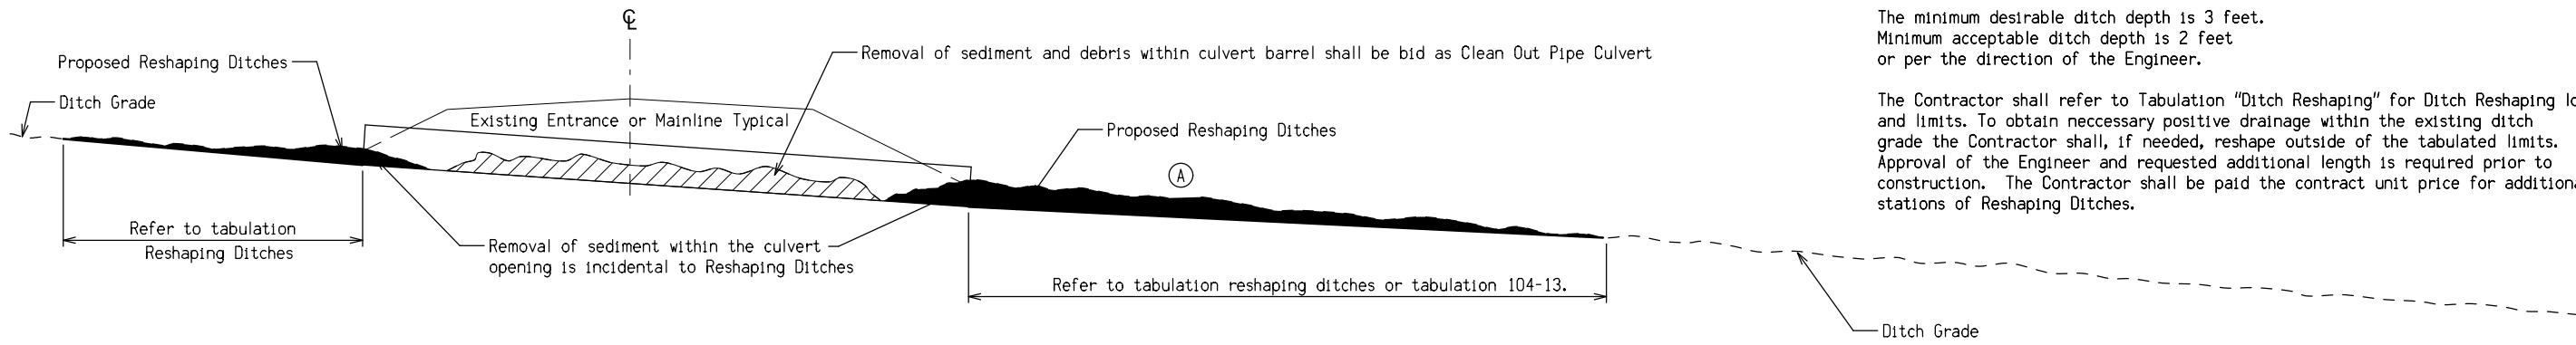 ℄
Proposed Reshaping Ditches
Ditch Grade
Removal of sediment and debris within culvert barrel shall be bid as Clean Out Pipe Culvert
Existing Entrance or Mainline Typical
Proposed Reshaping Ditches
A
Refer to tabulation
Reshaping Ditches
Removal of sediment within the culvert
opening is incidental to Reshaping Ditches
Refer to tabulation reshaping ditches or tabulation 104-13.
Ditch Grade
The minimum desirable ditch depth is 3 feet.
Minimum acceptable ditch depth is 2 feet
or per the direction of the Engineer.
The Contractor shall refer to Tabulation "Ditch Reshaping" for Ditch Reshaping
and limits. To obtain neccessary positive drainage within the existing ditch
grade the Contractor shall, if needed, reshape outside of the tabulated limits.
Approval of the Engineer and requested additional length is required prior to
construction. The Contractor shall be paid the contract unit price for
stations of Reshaping Ditches.